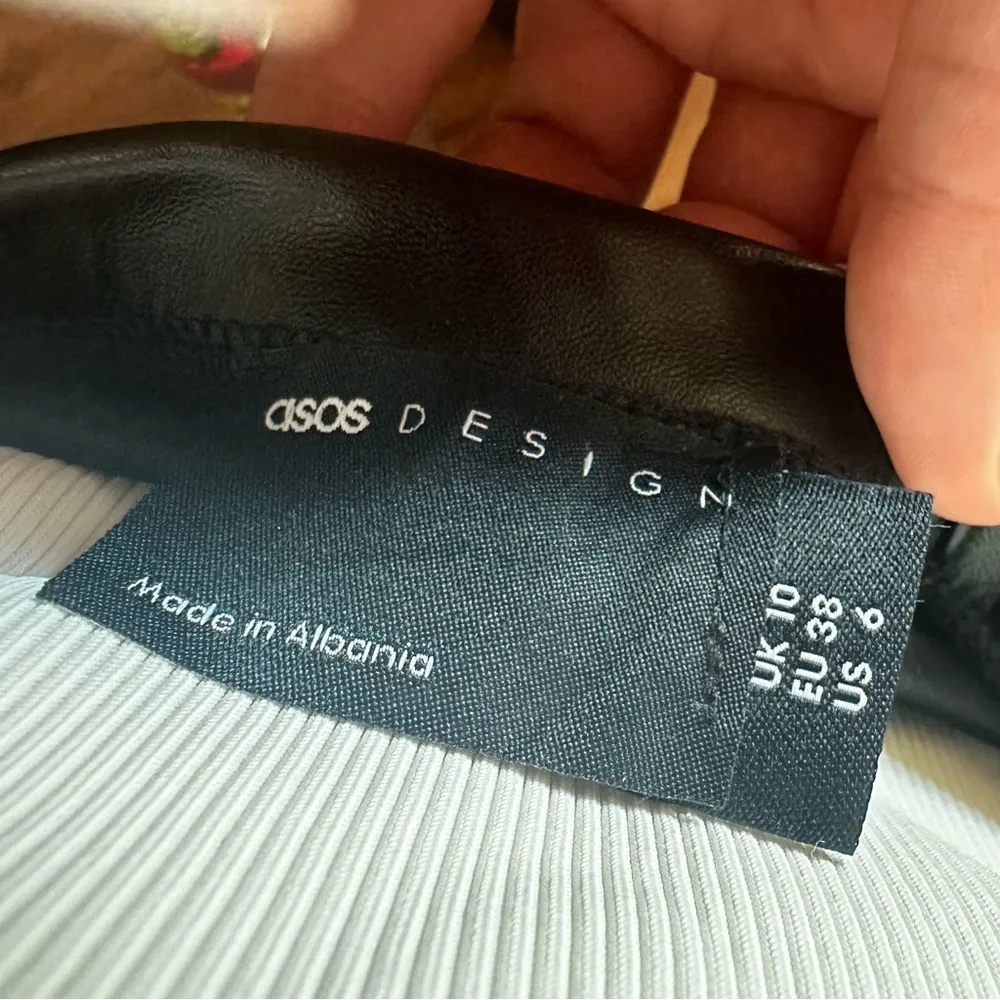 asos DESIGN
Made in Albania
UK 10
EU 38
US 6